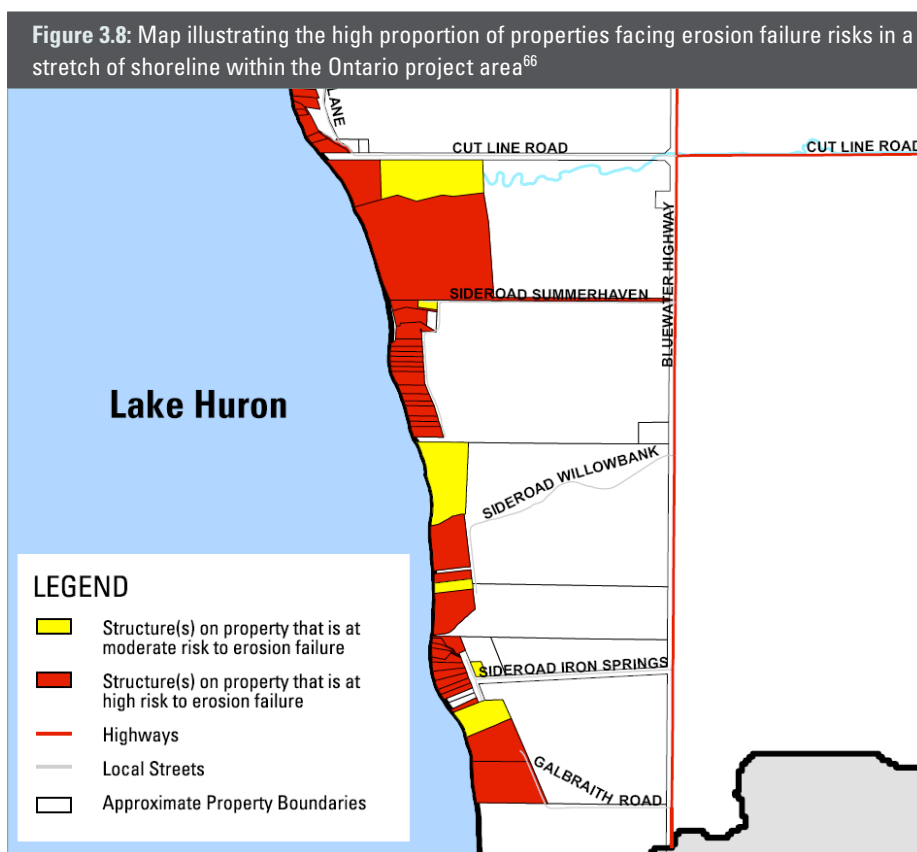 Figure 3.8: Map illustrating the high proportion of properties facing erosion failure risks in a
stretch of shoreline within the Ontario project area66
LANE
CUT LINE ROAD
CUT LINE ROAD
BLUEWATER HIGHWAY
SIDEROAD SUMMERHAVEN
Lake Huron
SIDEROAD WILLOWBANK
SIDEROAD IRON SPRINGS
GALBRAITH ROAD
LEGEND
Structure(s) on property that is at
moderate risk to erosion failure
Structure(s) on property that is at
high risk to erosion failure
Highways
Local Streets
Approximate Property Boundaries